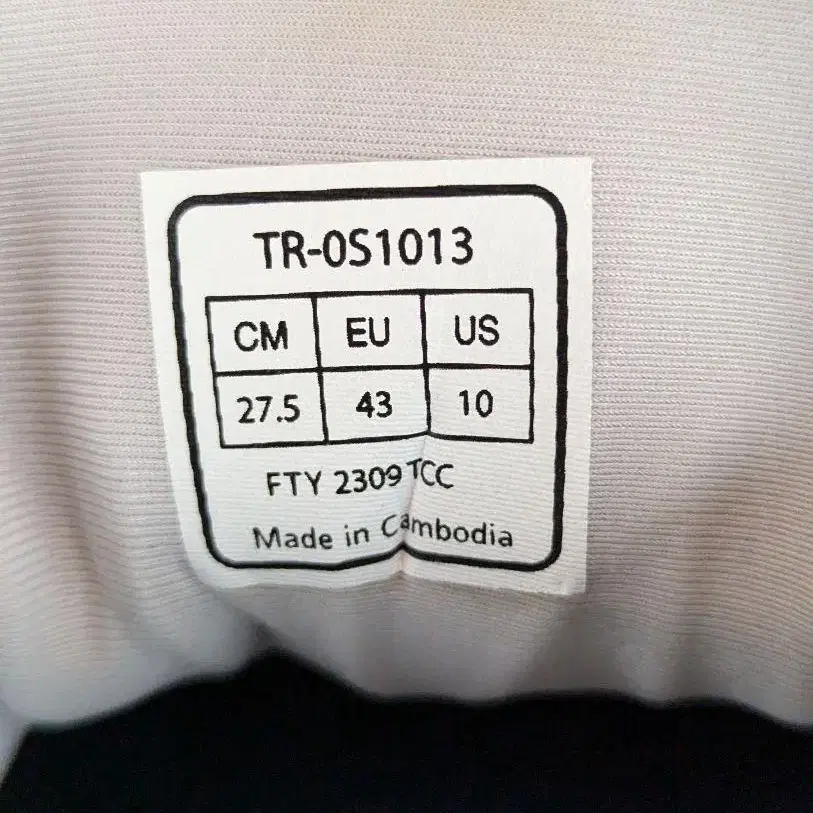 TR-0S1013
CM EU US
27.5 43 10
FTY 2309 TCC
Made in Cambodia